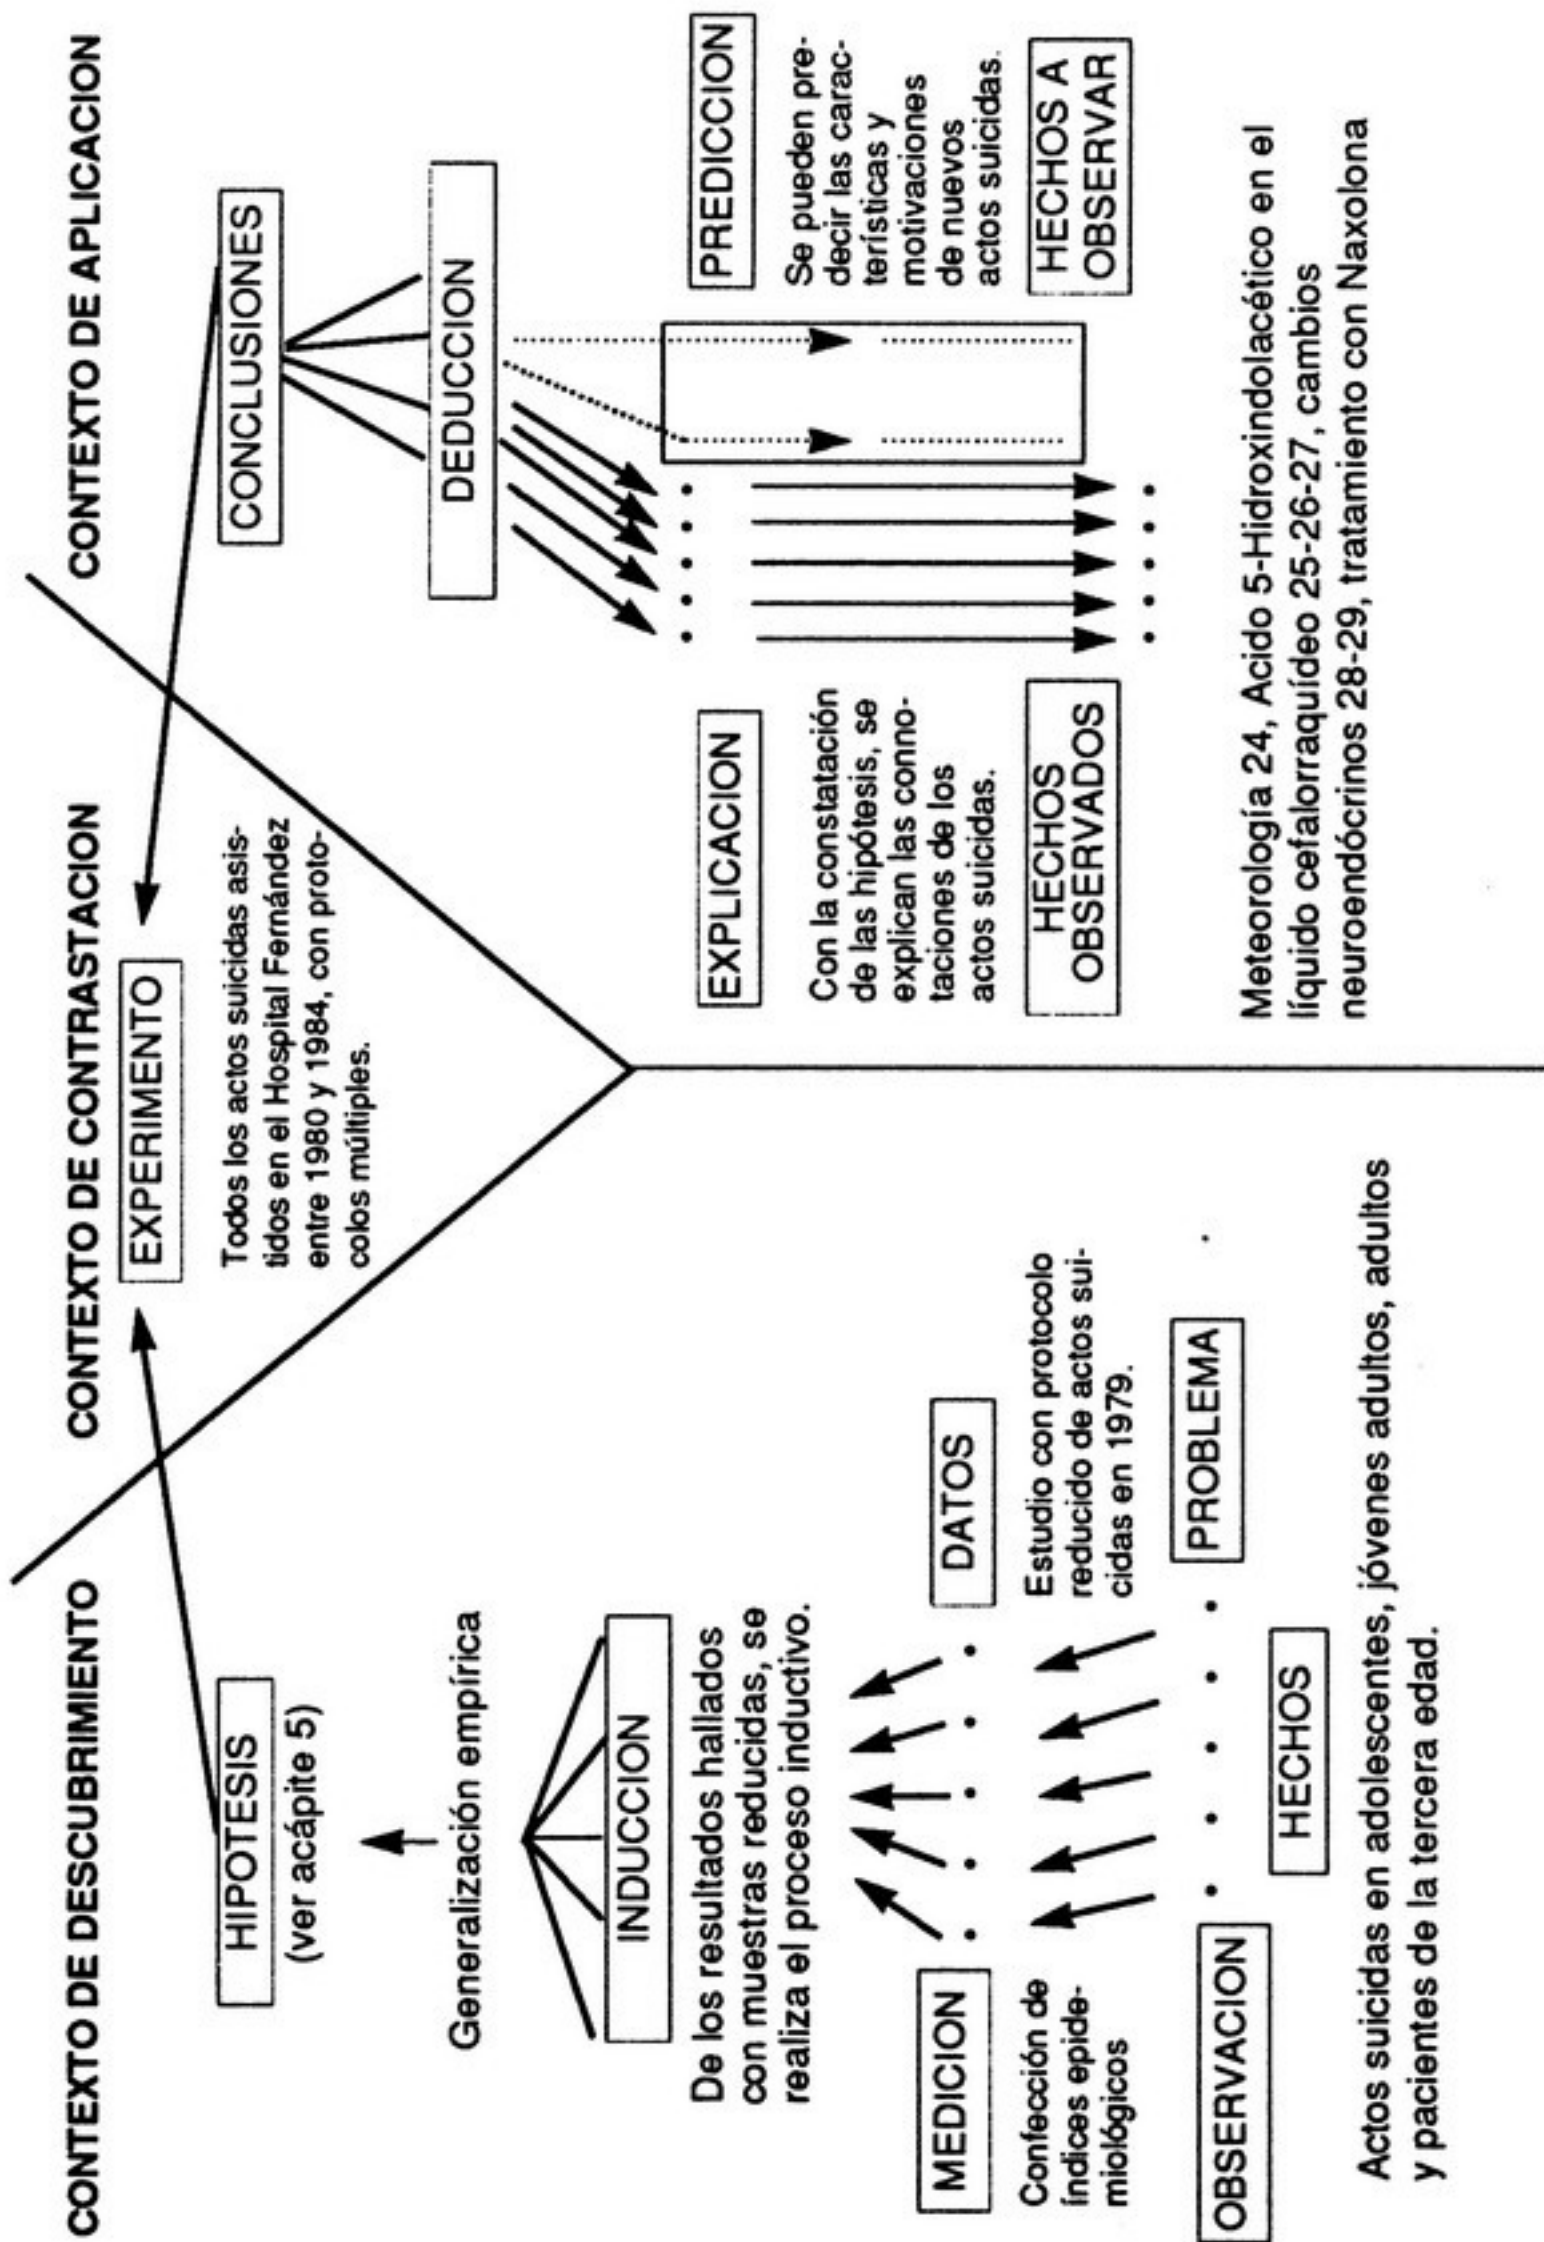 CONTEXTO DE DESCUBRIMIENTO
HIPOTESIS
(ver acápite 5)
Generalización empírica
INDUCCION
De los resultados hallados
con muestras reducidas, se
realiza el proceso inductivo.
MEDICION
Confección de
índices epide-
miológicos
DATOS
Estudio con protocolo
reducido de actos sui-
cidas en 1979.
OBSERVACION
PROBLEMA
HECHOS
Actos suicidas en adolescentes, jóvenes adultos, adultos
y pacientes de la tercera edad.
CONTEXTO DE CONTRASTACION
EXPERIMENTO
Todos los actos suicidas asis-
tidos en el Hospital Fernández
entre 1980 y 1984, con proto-
colos múltiples.
CONTEXTO DE APLICACION
CONCLUSIONES
DEDUCCION
EXPLICACION
Con la constatación
de las hipótesis, se
explican las conno-
taciones de los
actos suicidas.
HECHOS
OBSERVADOS
PREDICCION
Se pueden pre-
decir las carac-
terísticas y
motivaciones
de nuevos
actos suicidas.
HECHOS A
OBSERVAR
Meteorología 24, Acido 5-Hidroxindolacético en el
líquido cefalorraquídeo 25-26-27, cambios
neuroendócrinos 28-29, tratamiento con Naxolona